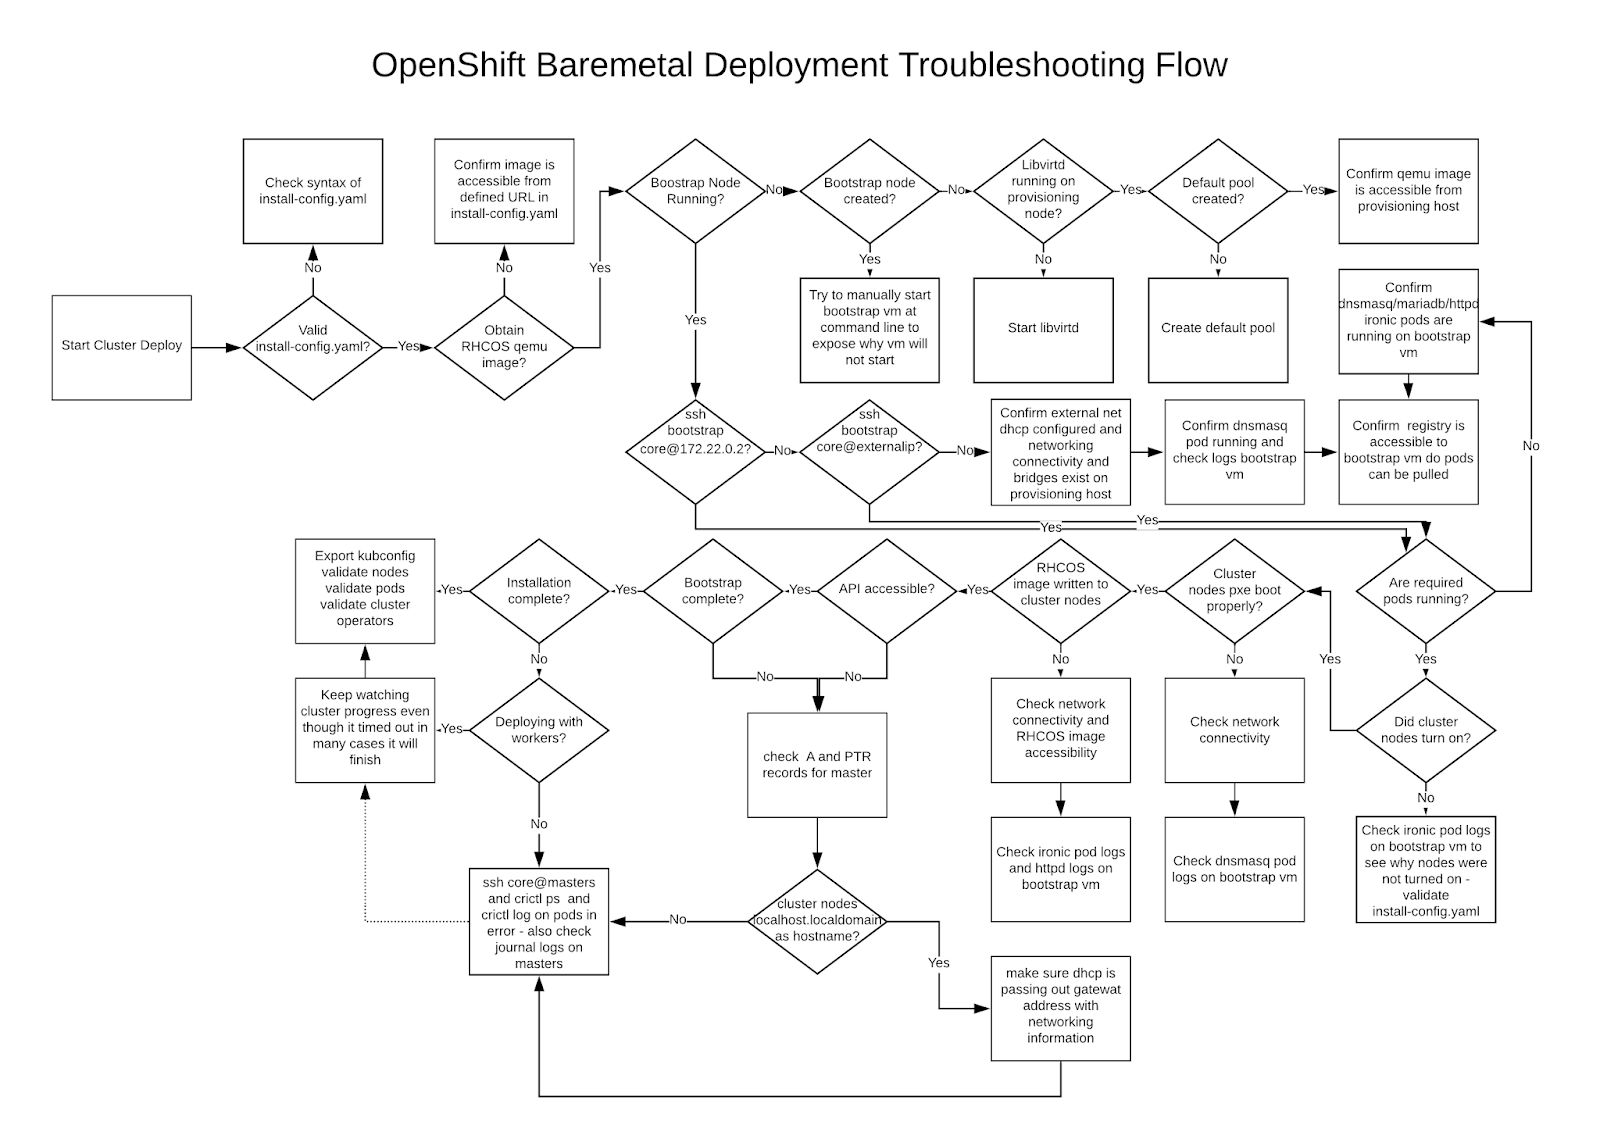 OpenShift Baremetal Deployment Troubleshooting Flow
Check syntax of
install-config.yaml
Confirm image is
accessible from
defined URL in
install-config.yaml
Boostrap Node
Running?
No
Bootstrap node
created?
No
Libvirtd
running on
provisioning
node?
Yes
Default pool
created?
Yes
Confirm qemu image
is accessible from
provisioning host
No
No
Yes
Yes
No
No
Start Cluster Deploy
Valid
install-config.yaml?
Yes
Obtain
RHCOS qemu
image?
Yes
Try to manually start
bootstrap vm at
command line to
expose why vm will
not start
Start libvirtd
Create default pool
Confirm
dnsmasq/mariadb/httpd
ironic pods are
running on bootstrap
vm
ssh
bootstrap
core@172.22.0.2?
No
ssh
bootstrap
core@externalip?
No
Confirm external net
dhcp configured and
networking
connectivity and
bridges exist on
provisioning host
Confirm dnsmasq
pod running and
check logs bootstrap
vm
Confirm  registry is
accessible to
bootstrap vm do pods
can be pulled
No
Yes
Yes
Export kubconfig
validate nodes
validate pods
validate cluster
operators
Yes
Installation
complete?
Yes
Bootstrap
complete?
Yes
API accessible?
Yes
RHCOS
image written to
cluster nodes
Yes
Cluster
nodes pxe boot
properly?
Are required
pods running?
No
No
No
No
No
Yes
Yes
Keep watching
cluster progress even
though it timed out in
many cases it will
finish
Yes
Deploying with
workers?
check  A and PTR
records for master
Check network
connectivity and
RHCOS image
accessibility
Check network
connectivity
Did cluster
nodes turn on?
No
No
Check ironic pod logs
and httpd logs on
bootstrap vm
Check dnsmasq pod
logs on bootstrap vm
Check ironic pod logs
on bootstrap vm to
see why nodes were
not turned on -
validate
install-config.yaml
ssh core@masters
and crictl ps  and
crictl log on pods in
error - also check
journal logs on
masters
No
cluster nodes
localhost.localdomain
as hostname?
Yes
make sure dhcp is
passing out gatewat
address with
networking
information